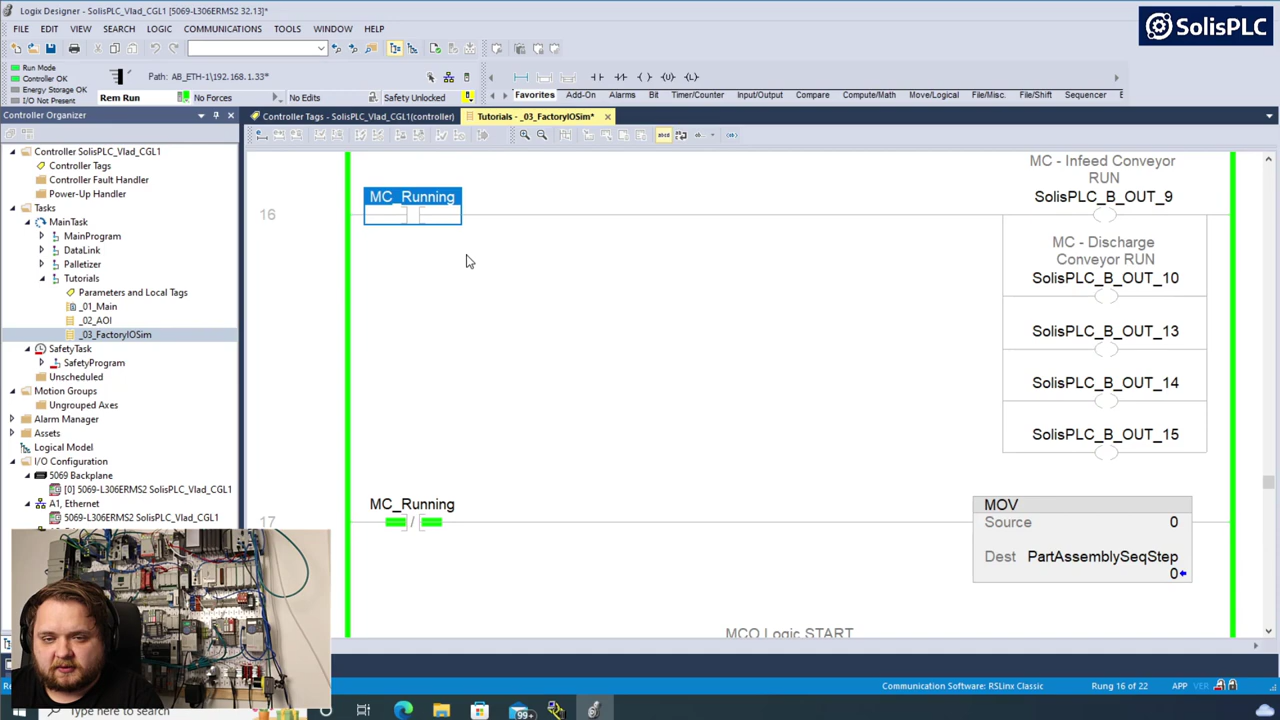 Logix Designer - SolisPLC_Vlad_CGL1 [5069-L306ERMS2 32.13]*
FILE EDIT VIEW SEARCH LOGIC COMMUNICATIONS TOOLS WINDOW HELP
SolisPLC
Run Mode
Controller OK
Energy Storage OK
I/O Not Present
Path: AB_ETH-1\192.168.1.33*
Rem Run No Forces No Edits Safety Unlocked
Favorites Add-On Alarms Bit Timer/Counter Input/Output Compare Compute/Math Move/Logical File/Misc. File/Shift Sequencer
Controller Organizer
Controller Tags - SolisPLC_Vlad_CGL1(controller)
Tutorials - _03_FactoryIOSim*
Controller SolisPLC_Vlad_CGL1
Controller Tags
Controller Fault Handler
Power-Up Handler
Tasks
MainTask
MainProgram
DataLink
Palletizer
Tutorials
Parameters and Local Tags
_01_Main
_02_AOI
_03_FactoryIOSim
SafetyTask
SafetyProgram
Unscheduled
Motion Groups
Ungrouped Axes
Alarm Manager
Assets
Logical Model
I/O Configuration
5069 Backplane
[0] 5069-L306ERMS2 SolisPLC_Vlad_CGL1
A1, Ethernet
5069-L306ERMS2 SolisPLC_Vlad_CGL1
16
MC_Running
MC - Infeed Conveyor
RUN
SolisPLC_B_OUT_9
MC - Discharge
Conveyor RUN
SolisPLC_B_OUT_10
SolisPLC_B_OUT_13
SolisPLC_B_OUT_14
SolisPLC_B_OUT_15
17
MC_Running
MOV
Source 0
Dest PartAssemblySeqStep
0
MCO Logic START
Communication Software: RSLinx Classic
Rung 16 of 22
APP VER
Type here to search
99+